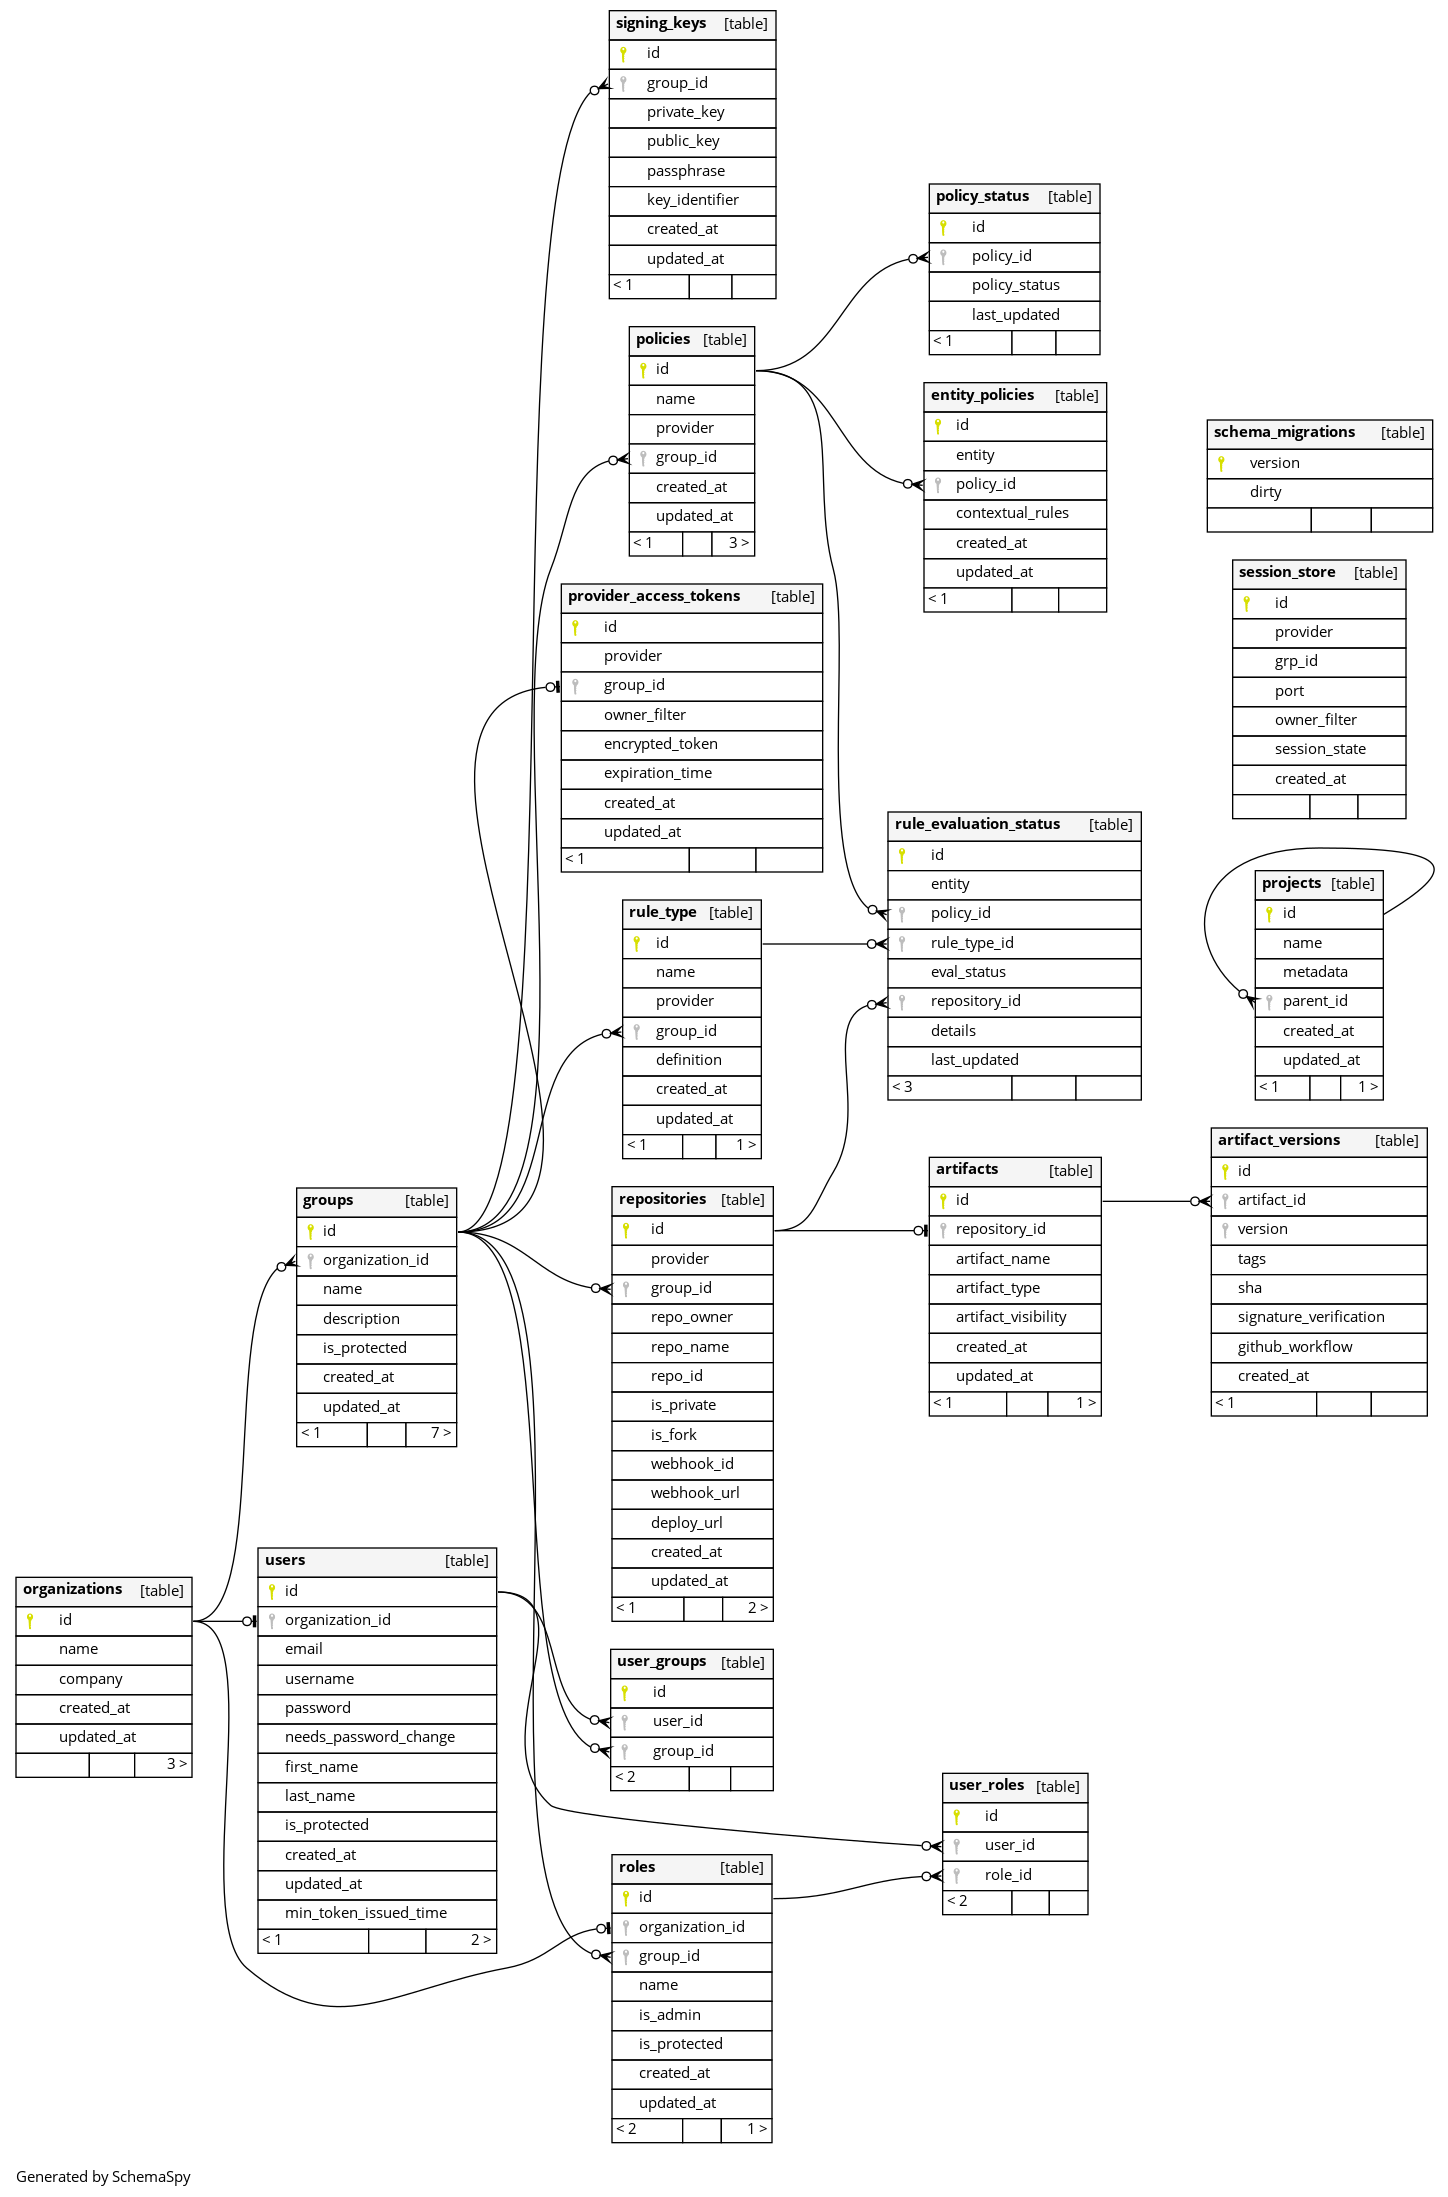 signing_keys [table]
id
group_id
private_key
public_key
passphrase
key_identifier
created_at
updated_at
< 1
policy_status [table]
id
policy_id
policy_status
last_updated
< 1
policies [table]
id
name
provider
group_id
created_at
updated_at
< 1 3 >
entity_policies [table]
id
entity
policy_id
contextual_rules
created_at
updated_at
< 1
schema_migrations [table]
version
dirty
session_store [table]
id
provider
grp_id
port
owner_filter
session_state
created_at
provider_access_tokens [table]
id
provider
group_id
owner_filter
encrypted_token
expiration_time
created_at
updated_at
< 1
rule_evaluation_status [table]
id
entity
policy_id
rule_type_id
eval_status
repository_id
details
last_updated
< 3
projects [table]
id
name
metadata
parent_id
created_at
updated_at
< 1 1 >
rule_type [table]
id
name
provider
group_id
definition
created_at
updated_at
< 1 1 >
artifacts [table]
id
repository_id
artifact_name
artifact_type
artifact_visibility
created_at
updated_at
< 1 1 >
artifact_versions [table]
id
artifact_id
version
tags
sha
signature_verification
github_workflow
created_at
< 1
groups [table]
id
organization_id
name
description
is_protected
created_at
updated_at
< 1 7 >
repositories [table]
id
provider
group_id
repo_owner
repo_name
repo_id
is_private
is_fork
webhook_id
webhook_url
deploy_url
created_at
updated_at
< 1 2 >
organizations [table]
id
name
company
created_at
updated_at
3 >
users [table]
id
organization_id
email
username
password
needs_password_change
first_name
last_name
is_protected
created_at
updated_at
min_token_issued_time
< 1 2 >
user_groups [table]
id
user_id
group_id
< 2
user_roles [table]
id
user_id
role_id
< 2
roles [table]
id
organization_id
group_id
name
is_admin
is_protected
created_at
updated_at
< 2 1 >
Generated by SchemaSpy